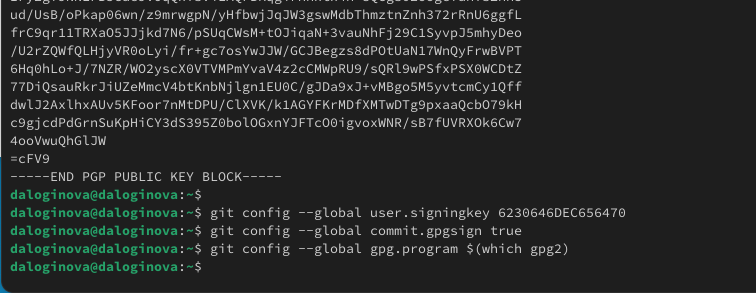 ud/UsB/oPkap06wn/z9mrwgpN/yHfbwjJqJW3gswMdbThmztnZnh372rRnU6ggfL
frC9qr11TRXaO5JJjkd7N6/pSUqCWsM+tOJiqaN+3vauNhFj29C1SyvpJ5mhyDeo
/U2rZQWfQLHjyVR0oLyi/fr+gc7osYwJJW/GCJBegzs8dPOtUaN17WnQyFrwBVPT
6Hq0hLo+J/7NZR/WO2yscX0VTVMPmYvaV4z2cCMWpRU9/sQRl9wPSfxPSX0WCDtZ
77DiQsauRkrJiUZeMmcV4btKnbNjlgn1EU0C/gJDa9xJ+vMBgo5M5yvtcmCy1Qff
dwlJ2AxlhxAUv5KFoor7nMtDPU/ClXVK/k1AGYFKrMDfXMTwDTg9pxaaQcbO79kH
c9gjcdPdGrnSuKpHiCY3dS395Z0bolOGxnYJFTcO0igvoxWNR/sB7fUVRXOk6Cw7
4ooVwuQhGlJW
=cFV9
-----END PGP PUBLIC KEY BLOCK-----
daloginova@daloginova:~$
daloginova@daloginova:~$ git config --global user.signingkey 6230646DEC656470
daloginova@daloginova:~$ git config --global commit.gpgsign true
daloginova@daloginova:~$ git config --global gpg.program $(which gpg2)
daloginova@daloginova:~$